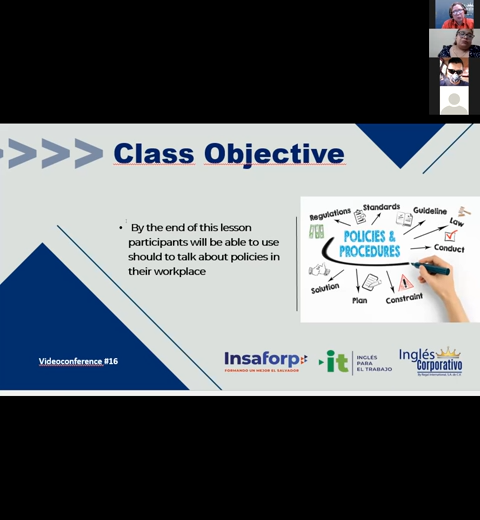 Class Objective
• By the end of this lesson
participants will be able to use
should to talk about policies in
their workplace
Regulations
Standards
Guideline
Law
POLICIES &
PROCEDURES
Conduct
Solution
Plan
Constraint
Videoconference #16
Insaforp
FORMANDO UN MEJOR EL SALVADOR
it
INGLÉS
PARA
EL TRABAJO
Inglés
Corporativo